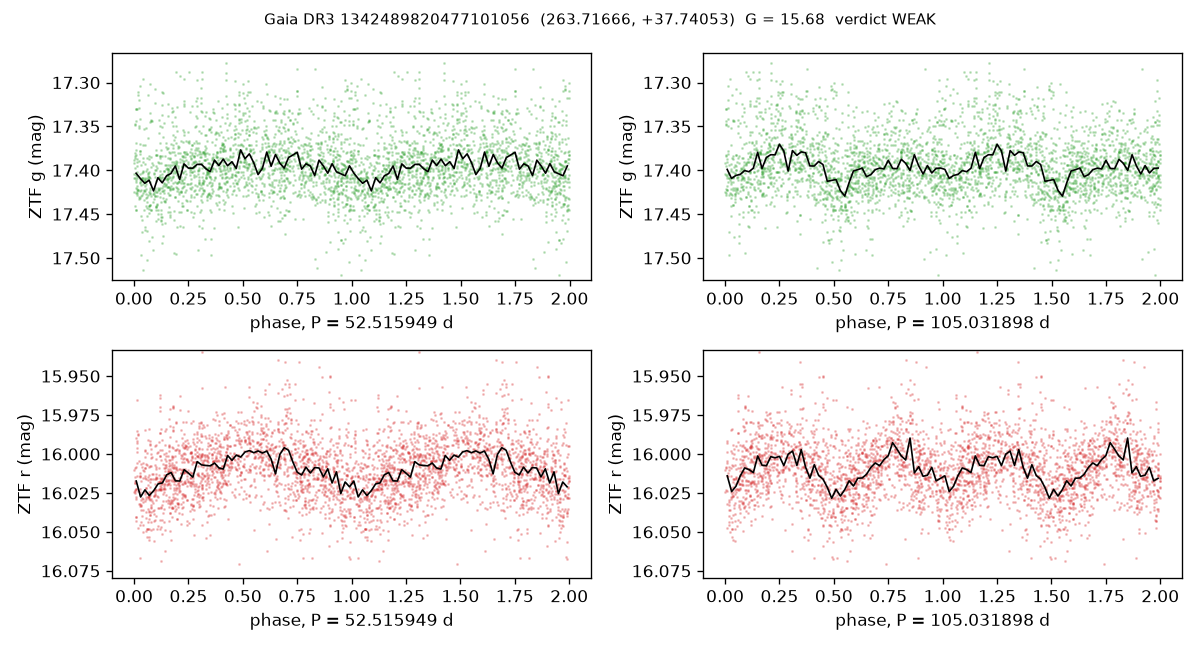 Gaia DR3 1342489820477101056  (263.71666, +37.74053)  G = 15.68  verdict WEAK
ZTF g (mag)
17.30
17.35
17.40
17.45
17.50
0.00 0.25 0.50 0.75 1.00 1.25 1.50 1.75 2.00
phase, P = 52.515949 d
ZTF g (mag)
17.30
17.35
17.40
17.45
17.50
0.00 0.25 0.50 0.75 1.00 1.25 1.50 1.75 2.00
phase, P = 105.031898 d
ZTF r (mag)
15.950
15.975
16.000
16.025
16.050
16.075
0.00 0.25 0.50 0.75 1.00 1.25 1.50 1.75 2.00
phase, P = 52.515949 d
ZTF r (mag)
15.950
15.975
16.000
16.025
16.050
16.075
0.00 0.25 0.50 0.75 1.00 1.25 1.50 1.75 2.00
phase, P = 105.031898 d